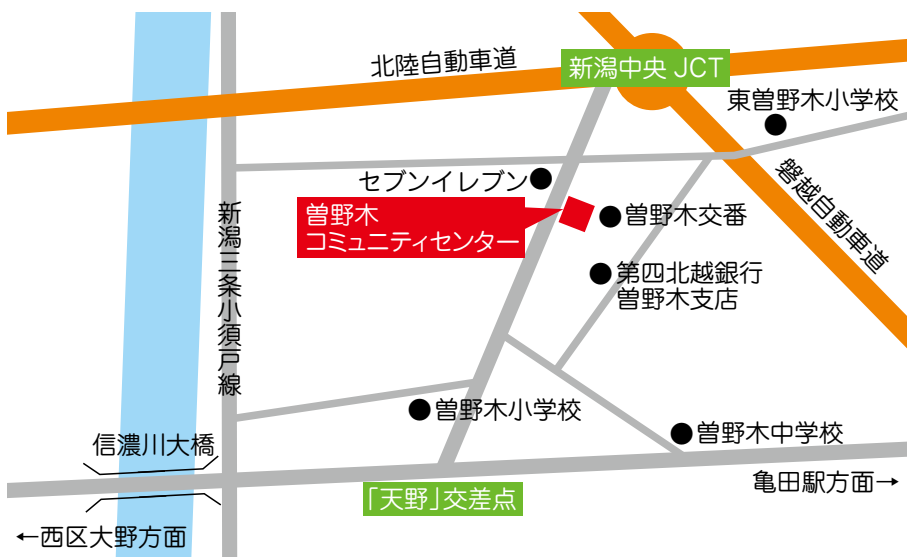 北陸自動車道
新潟中央 JCT
東曽野木小学校
セブンイレブン
曽野木
コミュニティセンター
曽野木交番
磐越自動車道
新潟三条小須戸線
第四北越銀行
曽野木支店
曽野木小学校
曽野木中学校
信濃川大橋
「天野」交差点
亀田駅方面→
←西区大野方面